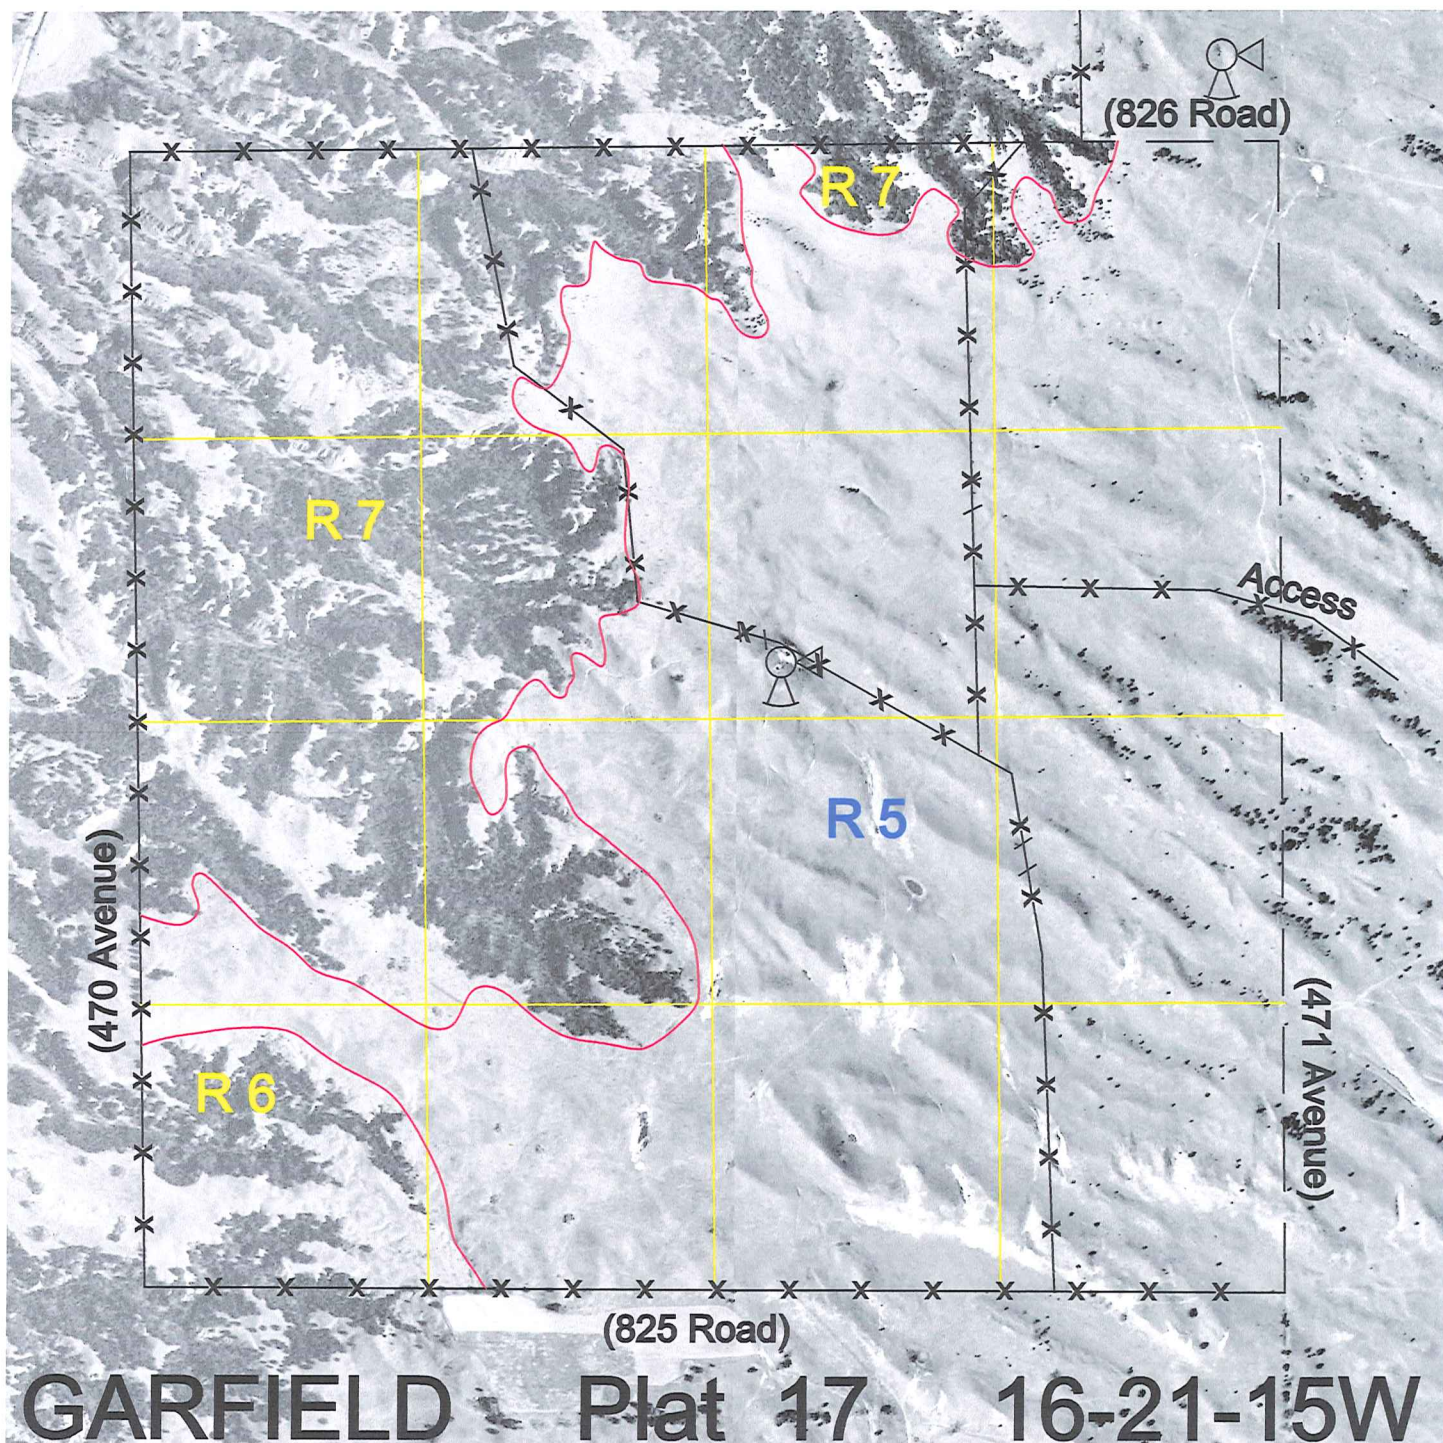 (826 Road)
R 7
R 7
Access
R 5
(470 Avenue)
(471 Avenue)
R 6
(825 Road)
GARFIELD Plat 17 16-21-15W